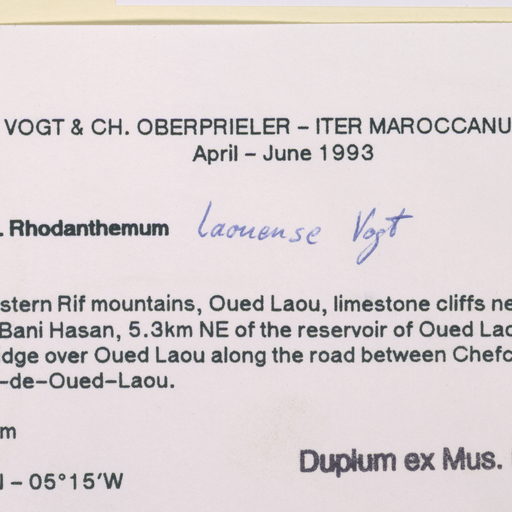 VOGT & CH. OBERPRIELER – ITER MAROCCANU
April – June 1993
. Rhodanthemum laouense Vogt
stern Rif mountains, Oued Laou, limestone cliffs ne
Bani Hasan, 5.3km NE of the reservoir of Oued Lao
dge over Oued Laou along the road between Chefc
–de–Oued–Laou.
m
Duplum ex Mus.
– 05°15'W